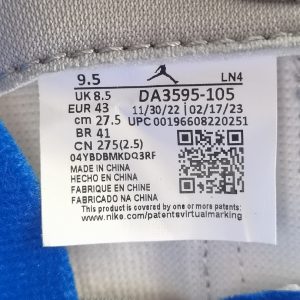 9.5 LN4
UK 8.5 DA3595-105
EUR 43 11/30/22 02/17/23
cm 27.5 UPC 00196608220251
BR 41
CN 275(2.5)
04YBDBMKDQ3RF
MADE IN CHINA
HECHO EN CHINA
FABRIQUE EN CHINE
FABRICADO NA CHINA
This product is covered by one or more patents
www.nike.com/patentsvirtualmarking